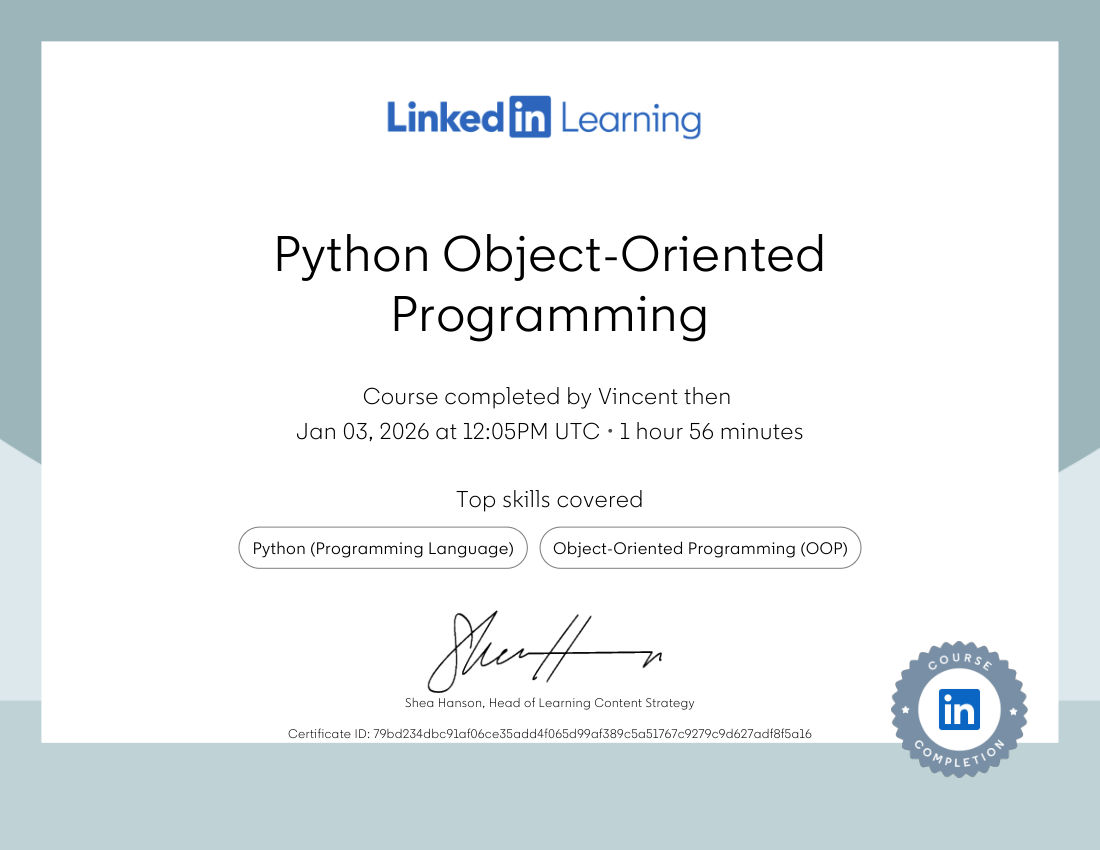 Linkedin Learning
Python Object-Oriented
Programming
Course completed by Vincent then
Jan 03, 2026 at 12:05PM UTC • 1 hour 56 minutes
Top skills covered
Python (Programming Language)
Object-Oriented Programming (OOP)
Shea Hanson, Head of Learning Content Strategy
Certificate ID: 79bd234dbc91af06ce35add4f065d99af389c5a51767c9279c9d627adf8f5a16
COURSE
in
COMPLETION